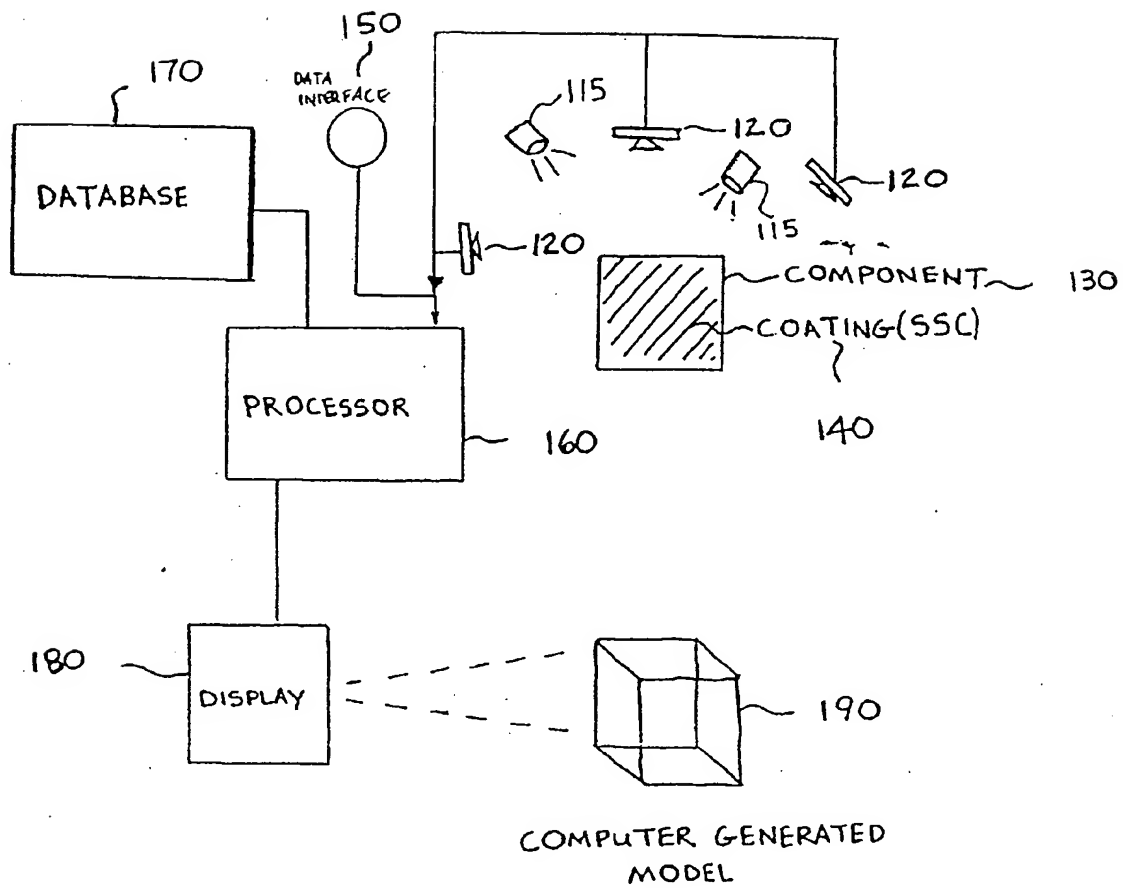 150
170
DATA
INTERFACE
115
120
DATABASE
120
115
120
COMPONENT 130
COATING(SSC)
PROCESSOR
160
140
180
DISPLAY
190
COMPUTER GENERATED
MODEL